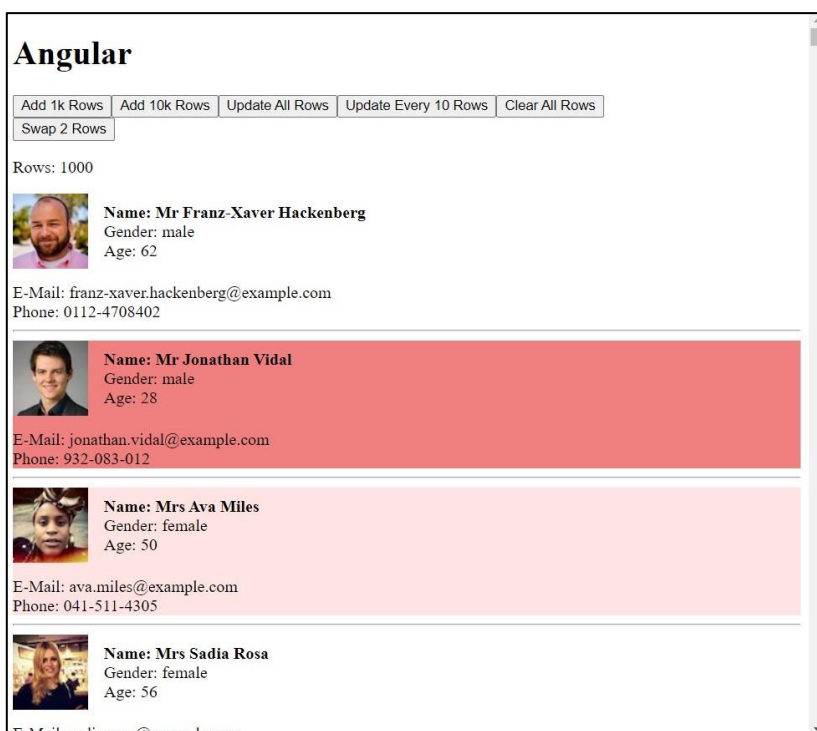 Angular
Add 1k Rows Add 10k Rows Update All Rows Update Every 10 Rows Clear All Rows
Swap 2 Rows
Rows: 1000
Name: Mr Franz-Xaver Hackenberg
Gender: male
Age: 62
E-Mail: franz-xaver.hackenberg@example.com
Phone: 0112-4708402
Name: Mr Jonathan Vidal
Gender: male
Age: 28
E-Mail: jonathan.vidal@example.com
Phone: 932-083-012
Name: Mrs Ava Miles
Gender: female
Age: 50
E-Mail: ava.miles@example.com
Phone: 041-511-4305
Name: Mrs Sadia Rosa
Gender: female
Age: 56